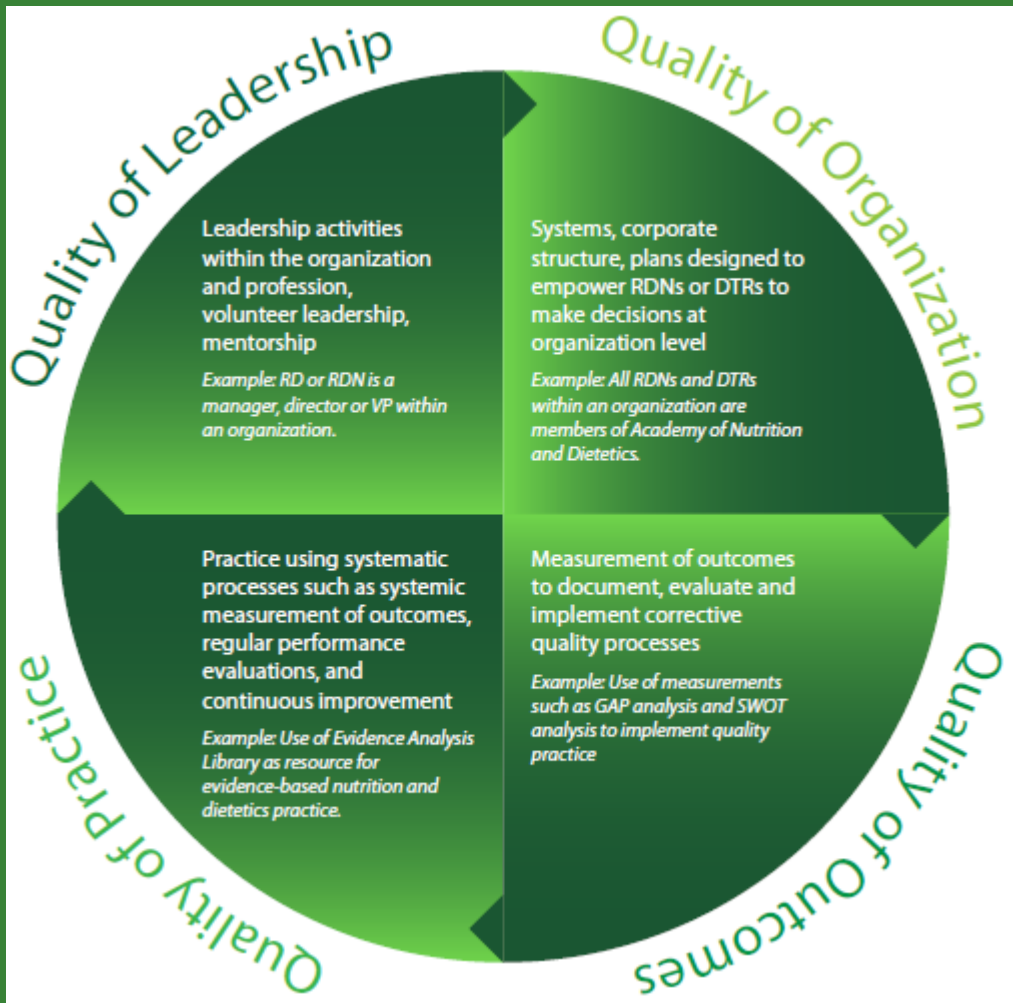 Quality of Leadership
Leadership activities
within the organization
and profession,
volunteer leadership,
mentorship
Example: RD or RDN is a
manager, director or VP within
an organization.
Quality of Organization
Systems, corporate
structure, plans designed to
empower RDNs or DTRs to
make decisions at
organization level
Example: All RDNs and DTRs
within an organization are
members of Academy of Nutrition
and Dietetics.
Quality of Practice
Practice using systematic
processes such as systemic
measurement of outcomes,
regular performance
evaluations, and
continuous improvement
Example: Use of Evidence Analysis
Library as resource for
evidence-based nutrition and
dietetics practice.
Quality of Outcomes
Measurement of outcomes
to document, evaluate and
implement corrective
quality processes
Example: Use of measurements
such as GAP analysis and SWOT
analysis to implement quality
practice